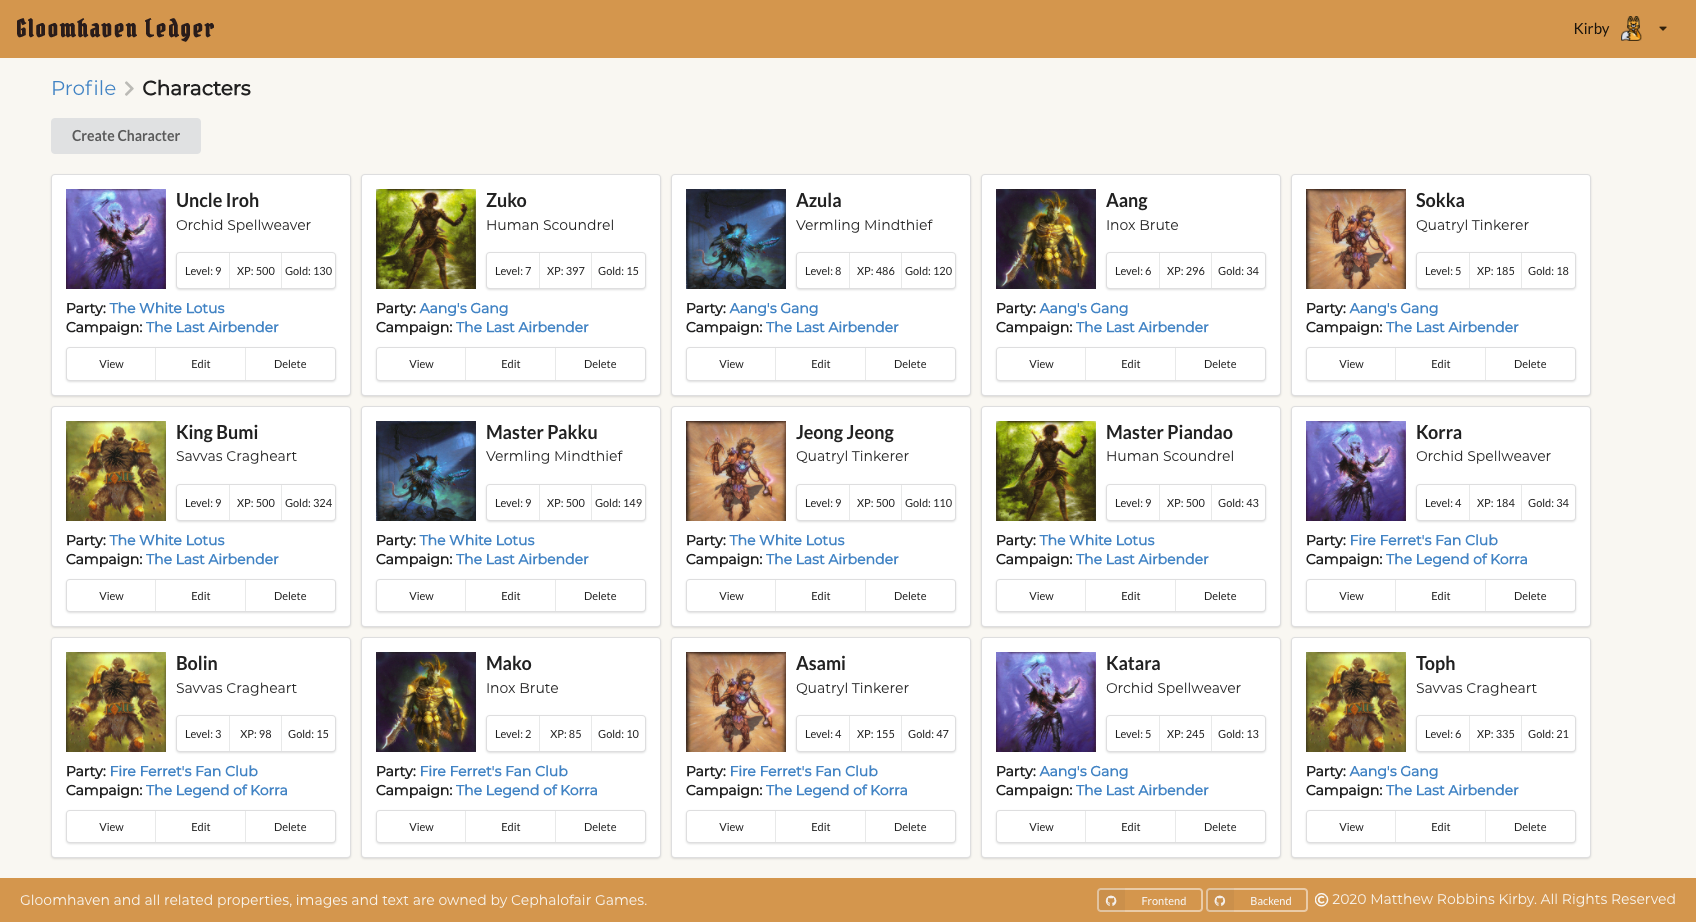 Gloomhaven Ledger
Kirby
Profile > Characters
Create Character
Uncle Iroh
Orchid Spellweaver
Level: 9 XP: 500 Gold: 130
Party: The White Lotus
Campaign: The Last Airbender
View Edit Delete
Zuko
Human Scoundrel
Level: 7 XP: 397 Gold: 15
Party: Aang's Gang
Campaign: The Last Airbender
View Edit Delete
Azula
Vermling Mindthief
Level: 8 XP: 486 Gold: 120
Party: Aang's Gang
Campaign: The Last Airbender
View Edit Delete
Aang
Inox Brute
Level: 6 XP: 296 Gold: 34
Party: Aang's Gang
Campaign: The Last Airbender
View Edit Delete
Sokka
Quatryl Tinkerer
Level: 5 XP: 185 Gold: 18
Party: Aang's Gang
Campaign: The Last Airbender
View Edit Delete
King Bumi
Savvas Cragheart
Level: 9 XP: 500 Gold: 324
Party: The White Lotus
Campaign: The Last Airbender
View Edit Delete
Master Pakku
Vermling Mindthief
Level: 9 XP: 500 Gold: 149
Party: The White Lotus
Campaign: The Last Airbender
View Edit Delete
Jeong Jeong
Quatryl Tinkerer
Level: 9 XP: 500 Gold: 110
Party: The White Lotus
Campaign: The Last Airbender
View Edit Delete
Master Piandao
Human Scoundrel
Level: 9 XP: 500 Gold: 43
Party: The White Lotus
Campaign: The Last Airbender
View Edit Delete
Korra
Orchid Spellweaver
Level: 4 XP: 184 Gold: 34
Party: Fire Ferret's Fan Club
Campaign: The Legend of Korra
View Edit Delete
Bolin
Savvas Cragheart
Level: 3 XP: 98 Gold: 15
Party: Fire Ferret's Fan Club
Campaign: The Legend of Korra
View Edit Delete
Mako
Inox Brute
Level: 2 XP: 85 Gold: 10
Party: Fire Ferret's Fan Club
Campaign: The Legend of Korra
View Edit Delete
Asami
Quatryl Tinkerer
Level: 4 XP: 155 Gold: 47
Party: Fire Ferret's Fan Club
Campaign: The Legend of Korra
View Edit Delete
Katara
Orchid Spellweaver
Level: 5 XP: 245 Gold: 13
Party: Aang's Gang
Campaign: The Last Airbender
View Edit Delete
Toph
Savvas Cragheart
Level: 6 XP: 335 Gold: 21
Party: Aang's Gang
Campaign: The Last Airbender
View Edit Delete
Gloomhaven and all related properties, images and text are owned by Cephalofair Games.
Frontend Backend © 2020 Matthew Robbins Kirby. All Rights Reserved